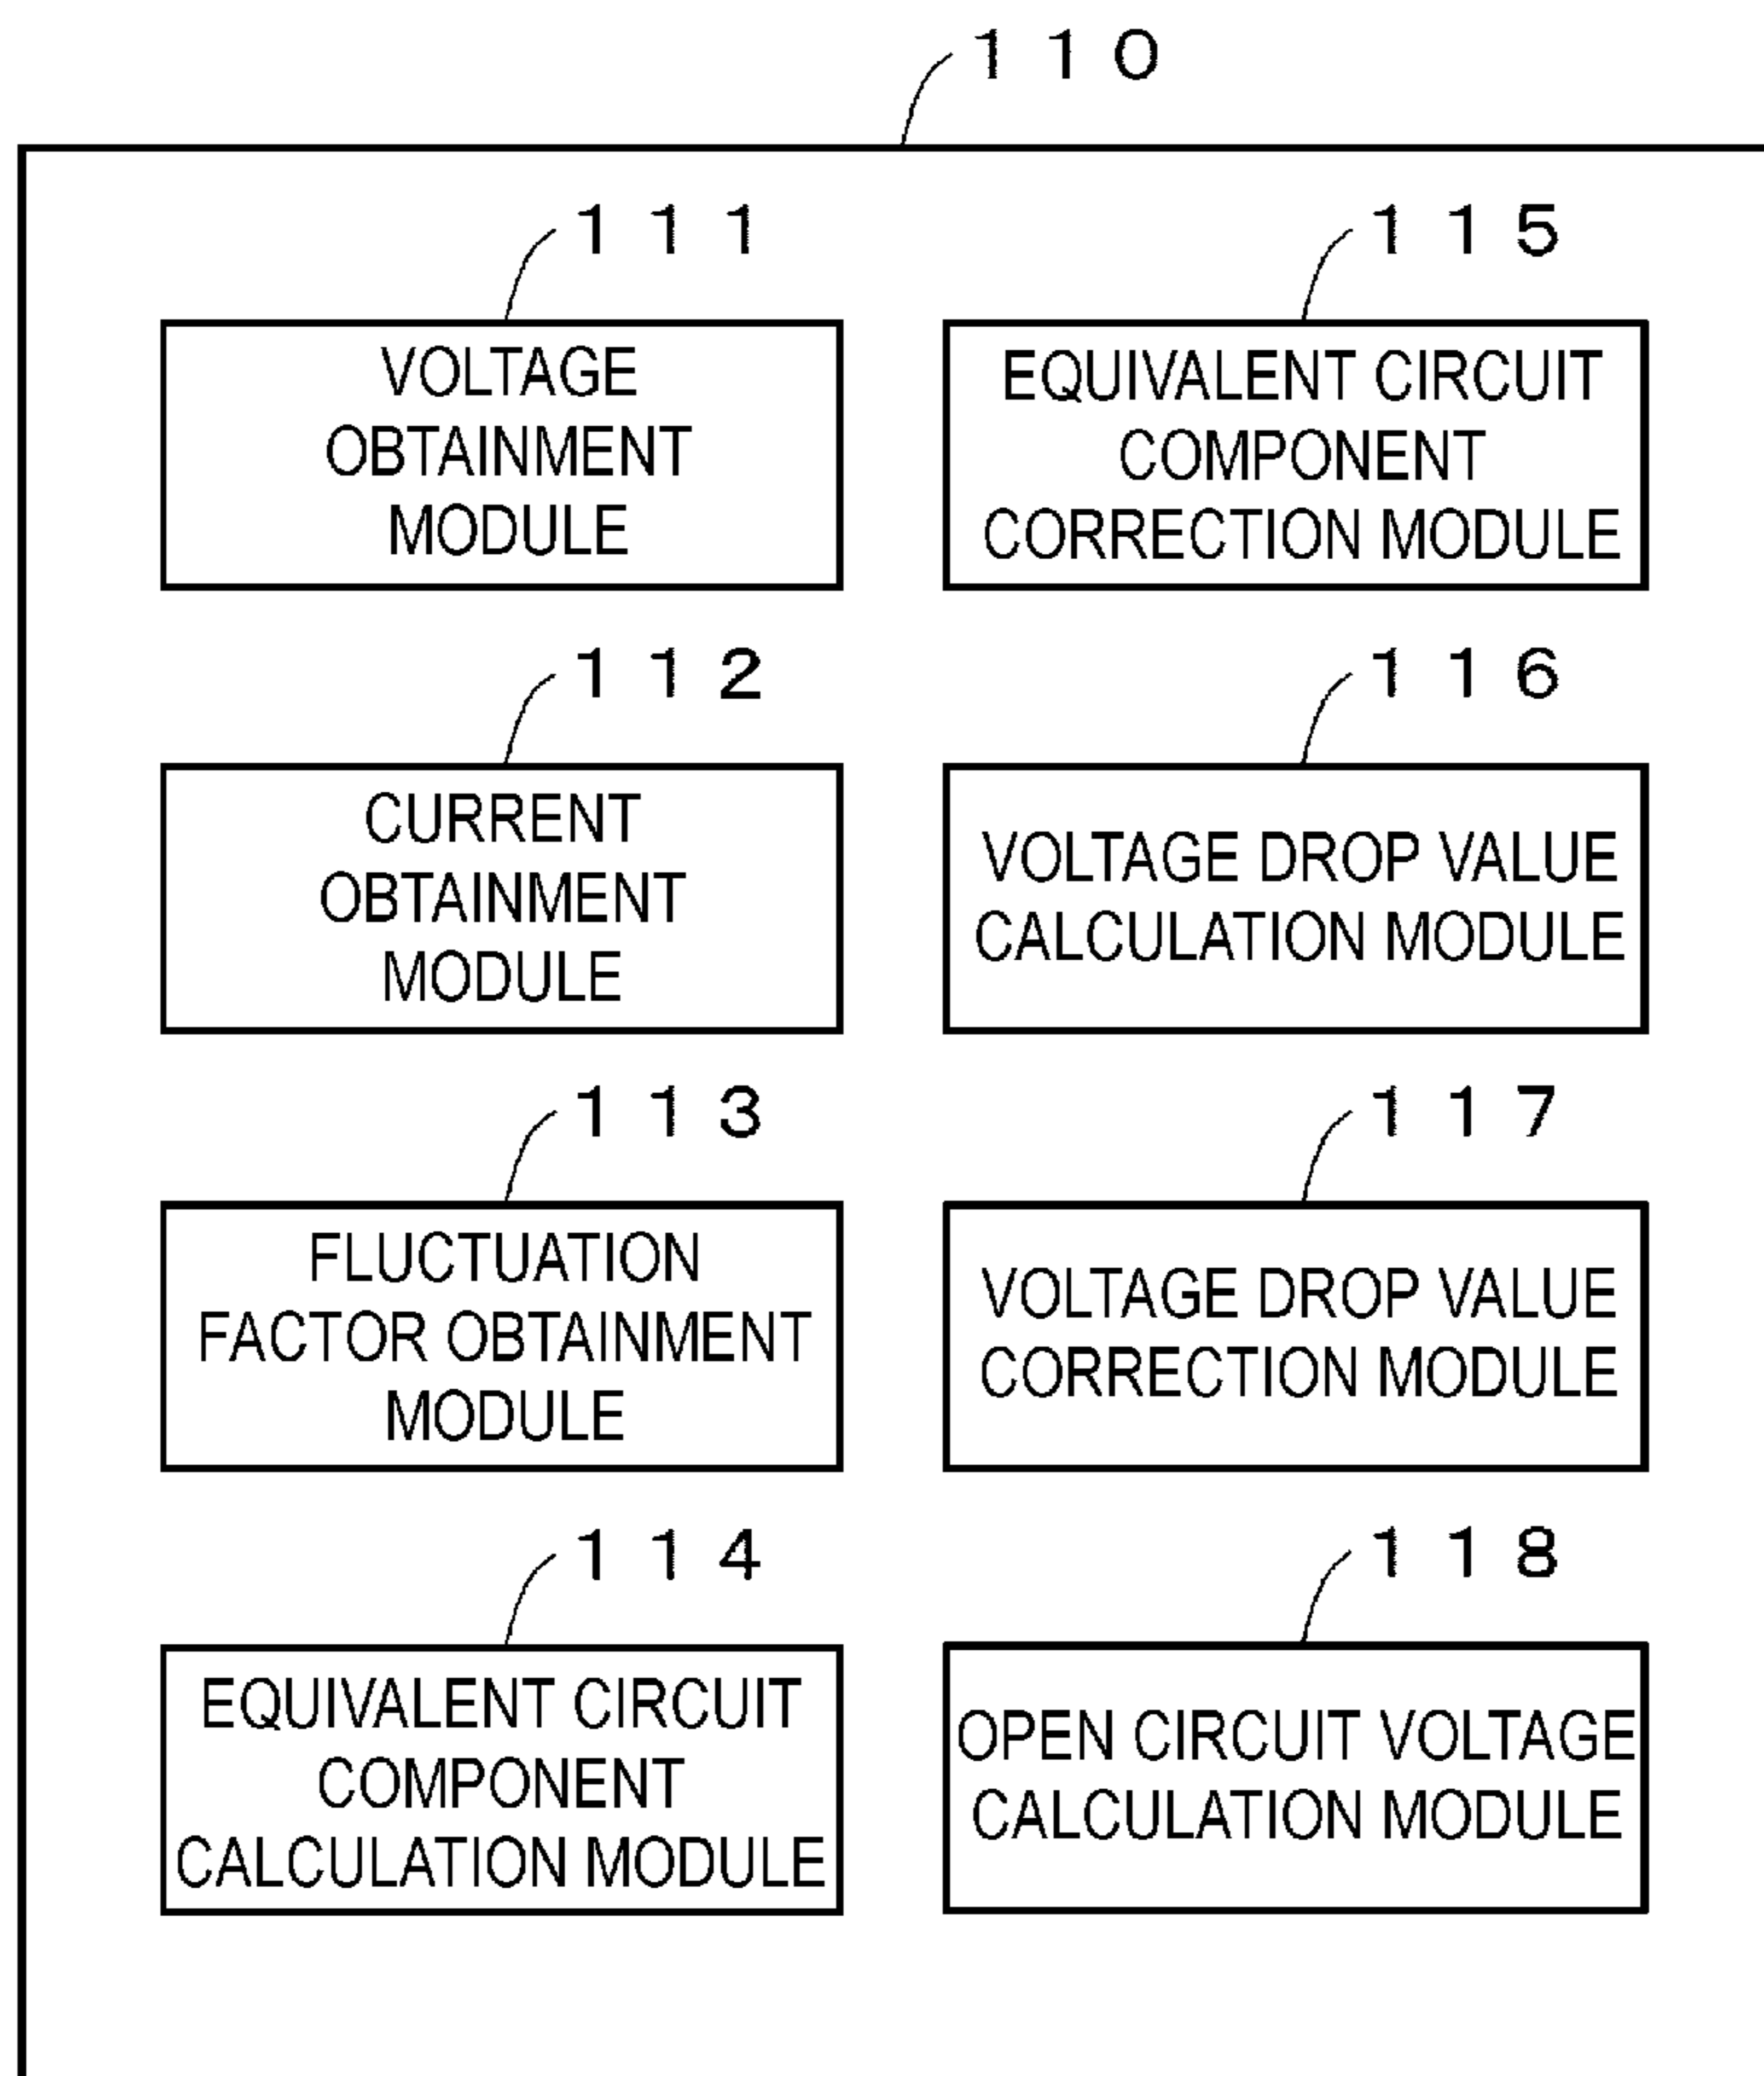 110
111
VOLTAGE
OBTAINMENT
MODULE
115
EQUIVALENT CIRCUIT
COMPONENT
CORRECTION MODULE
112
CURRENT
OBTAINMENT
MODULE
116
VOLTAGE DROP VALUE
CALCULATION MODULE
113
FLUCTUATION
FACTOR OBTAINMENT
MODULE
117
VOLTAGE DROP VALUE
CORRECTION MODULE
114
EQUIVALENT CIRCUIT
COMPONENT
CALCULATION MODULE
118
OPEN CIRCUIT VOLTAGE
CALCULATION MODULE